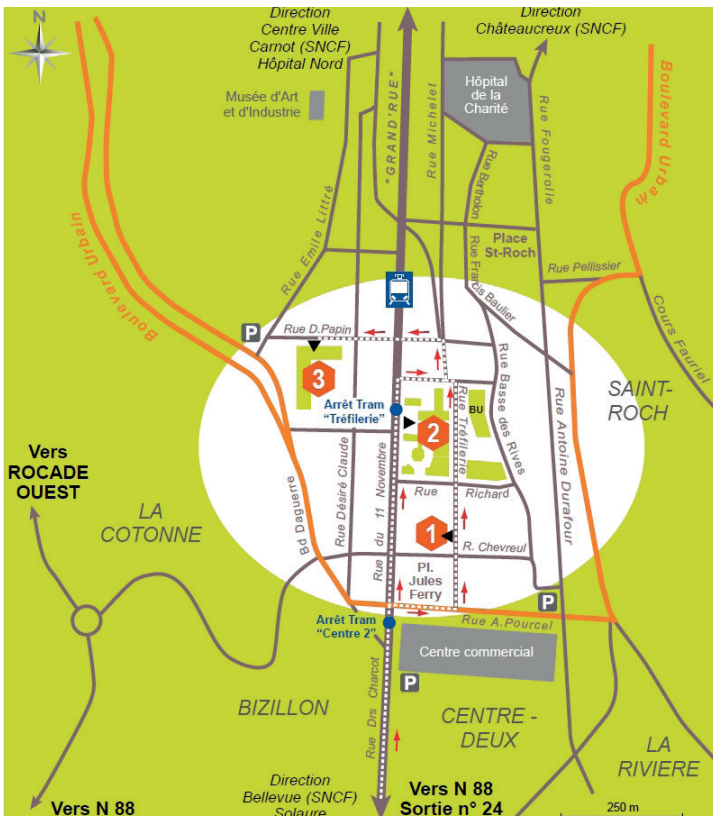 Direction
Centre Ville
Carnot (SNCF)
Hôpital Nord
Direction
Châteaucreux (SNCF)
N
Musée d'Art
et d'Industrie
"GRAND'RUE"
Rue Michelet
Hôpital
de la
Charité
Rue Fougerolle
Boulevard Urbain
Rue Bertholon
Place
St-Roch
Rue Emile Littré
Boulevard Urbain
Rue Francis Baulier
Rue Pellissier
Cours Fauriel
P
Rue D.Papin
3
Arrêt Tram
"Tréfilerie"
2
BU
Rue Tréfilerie
Rue Basse des Rives
Rue Antoine Durafour
SAINT-
ROCH
Vers
ROCADE
OUEST
LA
COTONNE
Bd Daguerre
Rue Désiré Claude
Rue du 11 Novembre
Rue Richard
1
R. Chevreul
Pl.
Jules
Ferry
P
Arrêt Tram
"Centre 2"
Rue A.Pourcel
Centre commercial
P
BIZILLON
Rue Drs Charcot
CENTRE -
DEUX
LA
RIVIERE
Vers N 88
Direction
Bellevue (SNCF)
Solaure
Vers N 88
Sortie n° 24
250 m